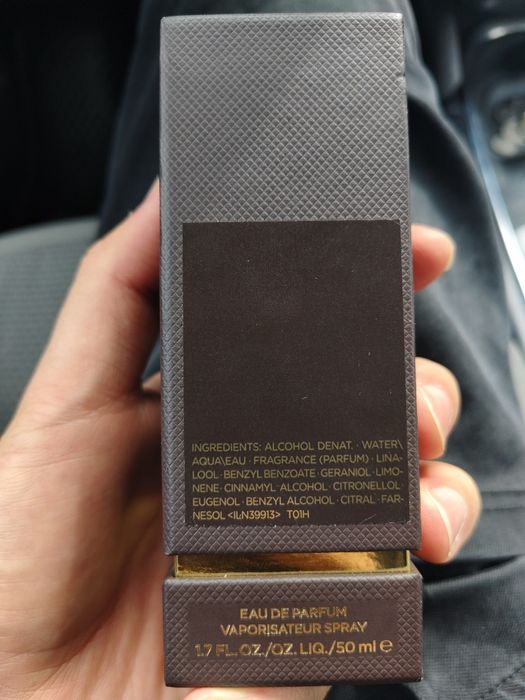 INGREDIENTS: ALCOHOL DENAT. · WATER\
AQUA\EAU · FRAGRANCE (PARFUM) · LINA-
LOOL · BENZYL BENZOATE · GERANIOL · LIMO-
NENE · CINNAMYL ALCOHOL · CITRONELLOL ·
EUGENOL · BENZYL ALCOHOL · CITRAL · FAR-
NESOL <ILN39913> T01H
EAU DE PARFUM
VAPORISATEUR SPRAY
1.7 FL. OZ./OZ. LIQ./50 ml ℮